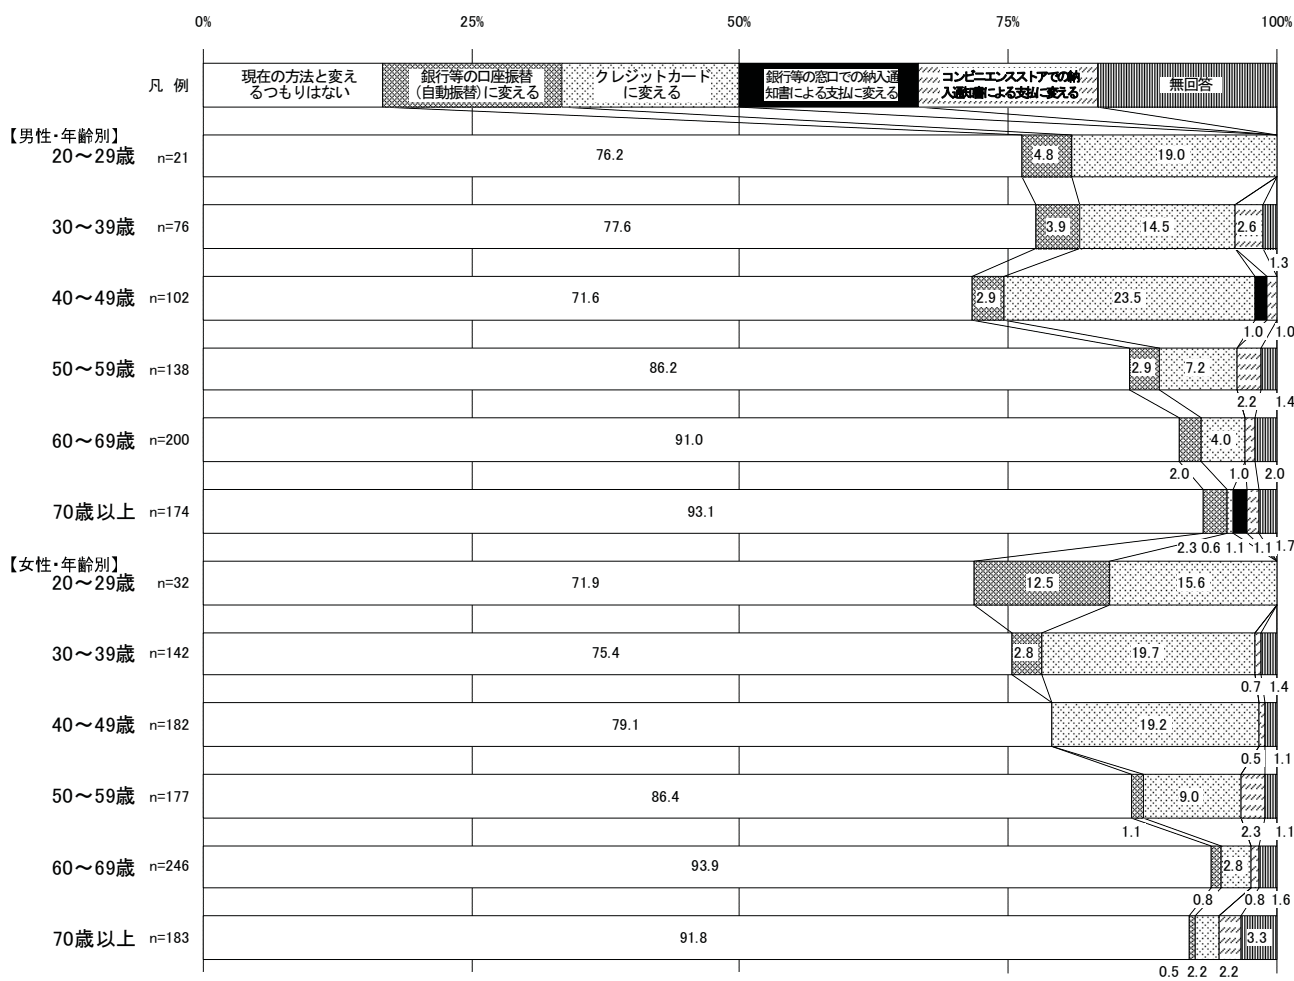 0% 25% 50% 75% 100%
凡 例
現在の方法と変え
るつもりはない
銀行等の口座振替
(自動振替)に変える
クレジットカード
に変える
銀行等の窓口での納入通
知書による支払に変える
コンビニエンスストアでの納
入通知書による支払に変える
無回答
【男性・年齢別】
20～29歳 n=21 76.2 4.8 19.0
30～39歳 n=76 77.6 3.9 14.5 2.6
1.3
40～49歳 n=102 71.6 2.9 23.5
1.0 1.0
50～59歳 n=138 86.2 2.9 7.2
2.2 1.4
60～69歳 n=200 91.0 4.0
2.0 1.0 2.0
70歳以上 n=174 93.1
2.3 0.6 1.1 1.1 1.7
【女性・年齢別】
20～29歳 n=32 71.9 12.5 15.6
30～39歳 n=142 75.4 2.8 19.7
0.7 1.4
40～49歳 n=182 79.1 19.2
0.5 1.1
50～59歳 n=177 86.4 9.0
1.1 2.3 1.1
60～69歳 n=246 93.9 2.8
0.8 0.8 1.6
70歳以上 n=183 91.8 3.3
0.5 2.2 2.2